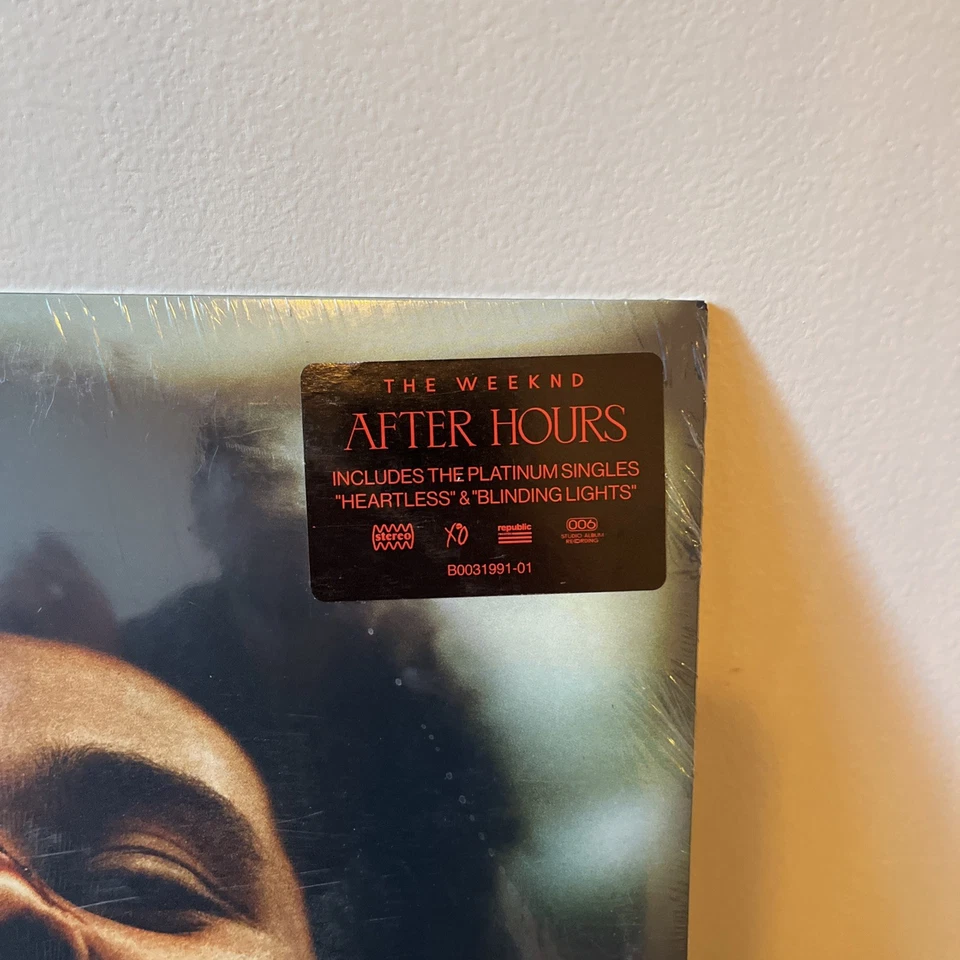 THE WEEKND
AFTER HOURS
INCLUDES THE PLATINUM SINGLES
"HEARTLESS" & "BLINDING LIGHTS"
stereo XO republic 006
STUDIO ALBUM
RECORDING
B0031991-01